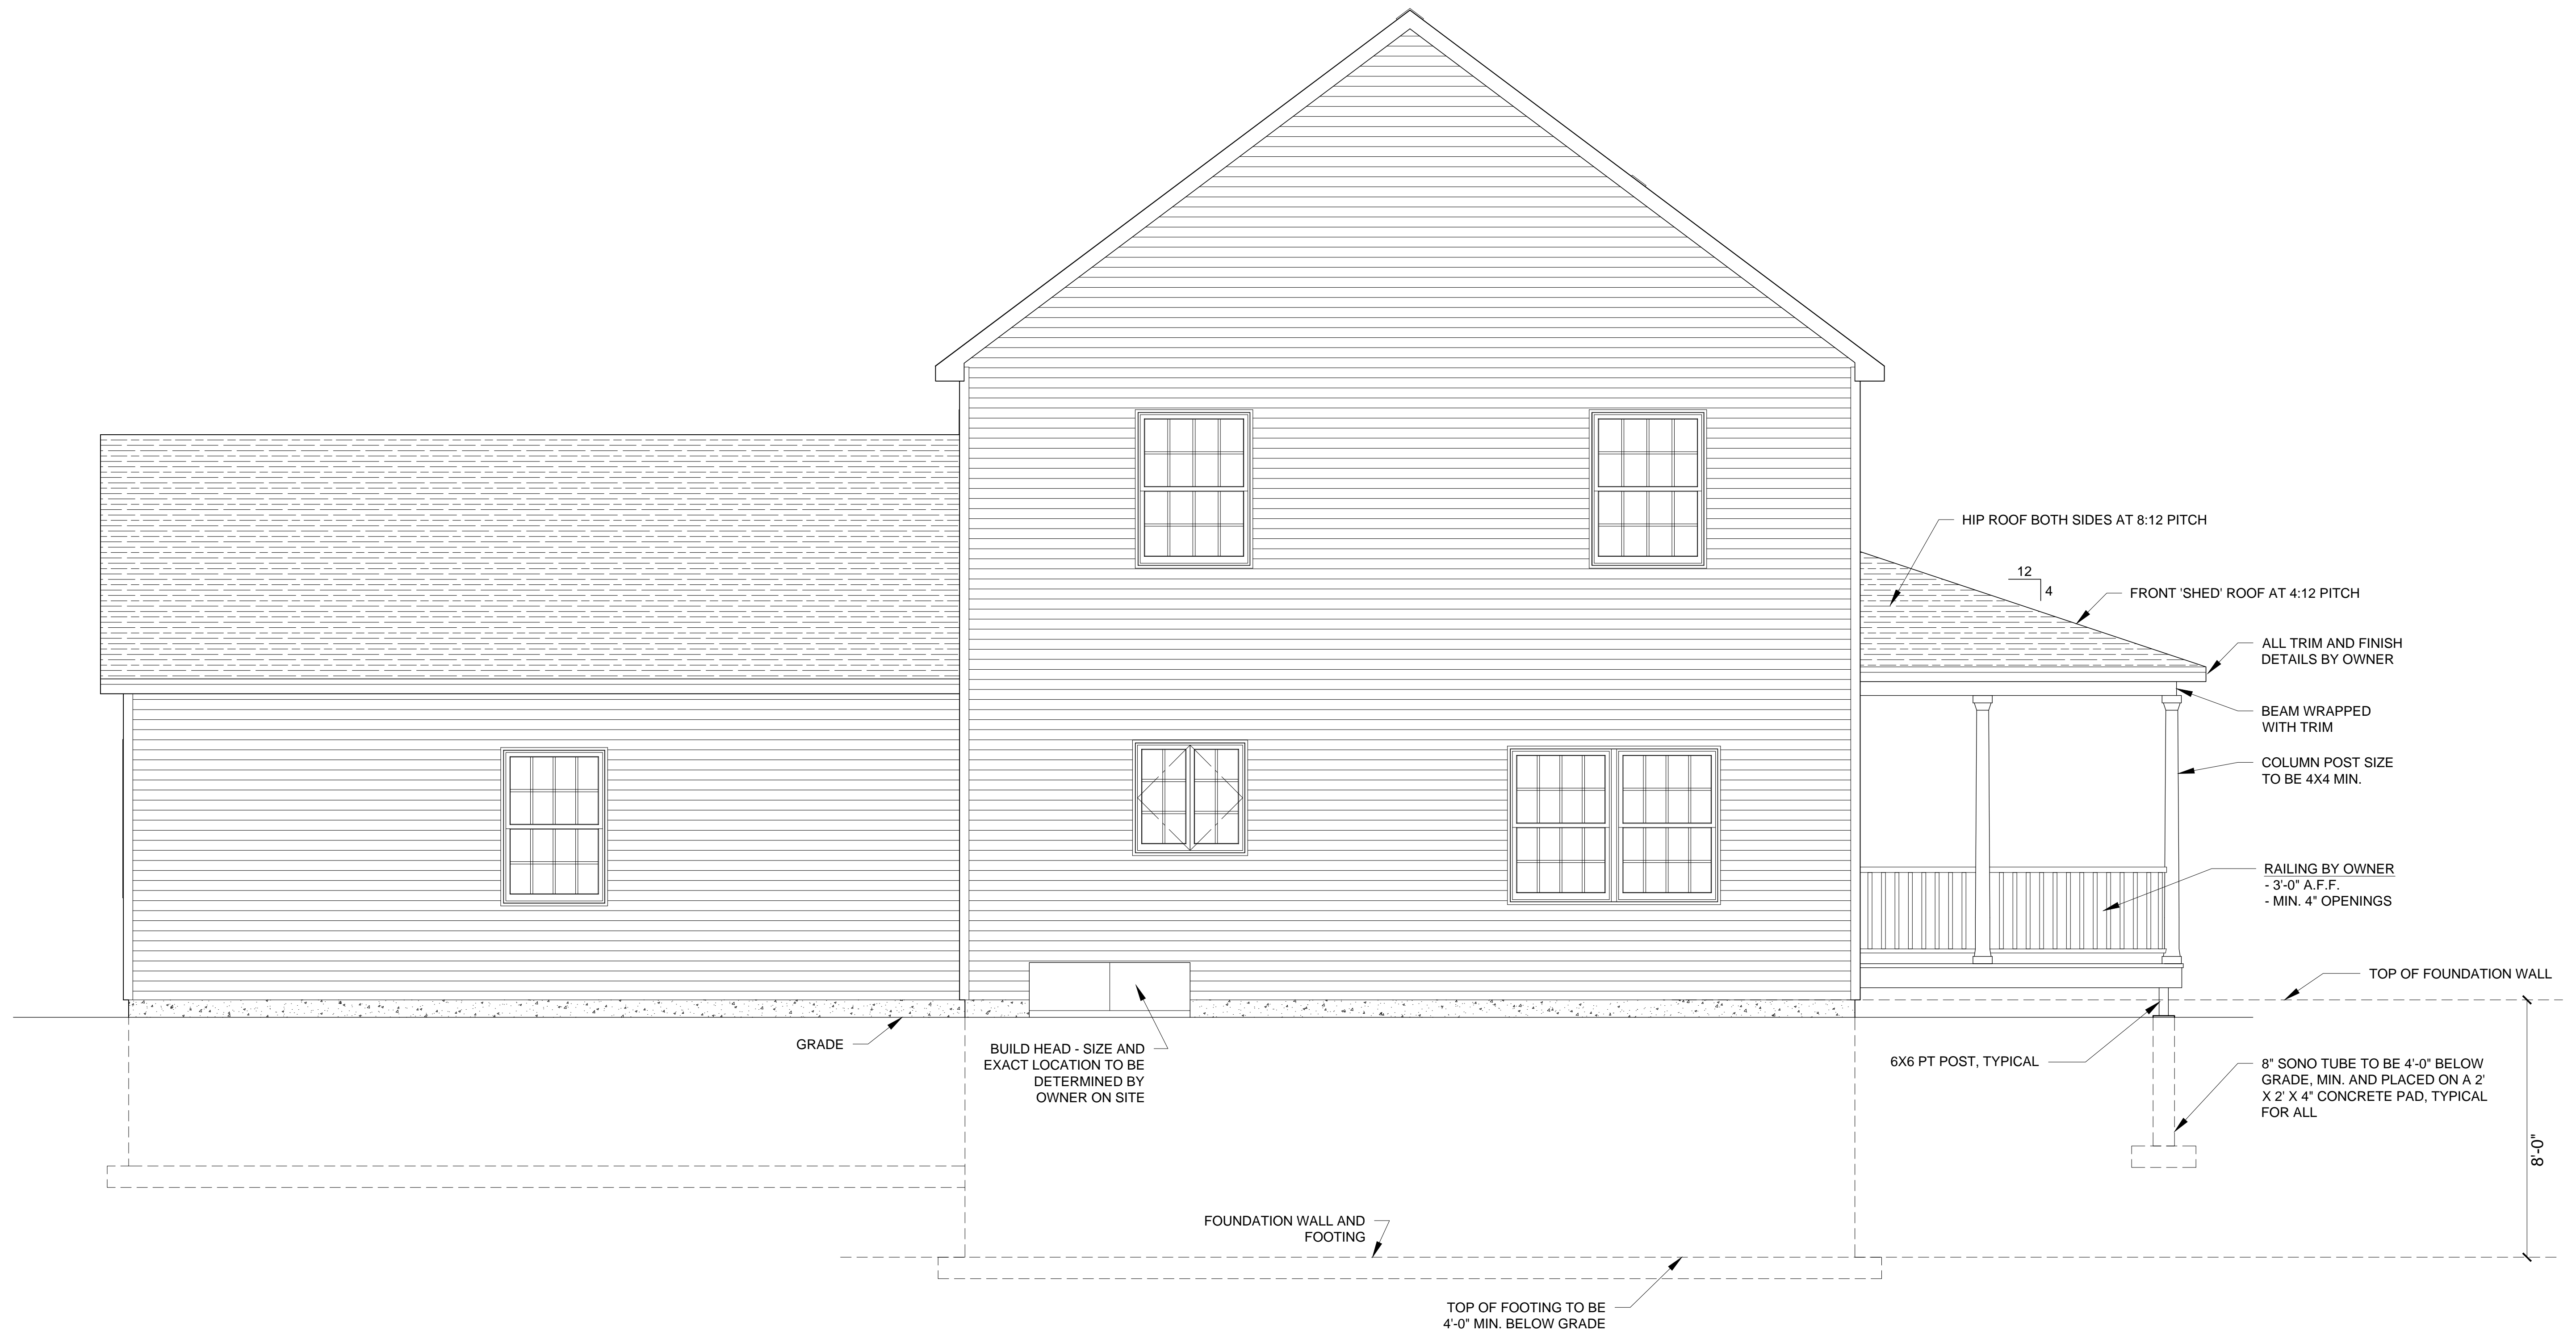 HIP ROOF BOTH SIDES AT 8:12 PITCH
12
4
FRONT 'SHED' ROOF AT 4:12 PITCH
ALL TRIM AND FINISH
DETAILS BY OWNER
BEAM WRAPPED
WITH TRIM
COLUMN POST SIZE
TO BE 4X4 MIN.
RAILING BY OWNER
- 3'-0" A.F.F.
- MIN. 4" OPENINGS
TOP OF FOUNDATION WALL
GRADE
BUILD HEAD - SIZE AND
EXACT LOCATION TO BE
DETERMINED BY
OWNER ON SITE
6X6 PT POST, TYPICAL
8" SONO TUBE TO BE 4'-0" BELOW
GRADE, MIN. AND PLACED ON A 2'
X 2' X 4" CONCRETE PAD, TYPICAL
FOR ALL
8'-0"
FOUNDATION WALL AND
FOOTING
TOP OF FOOTING TO BE
4'-0" MIN. BELOW GRADE